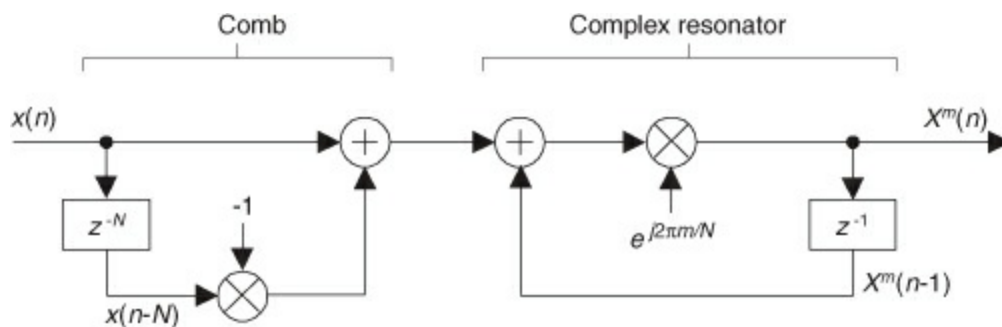 Comb
Complex resonator
x(n)
X^m(n)
+
+
z^-N
-1
e^j2πm/N
z^-1
x(n-N)
X^m(n-1)